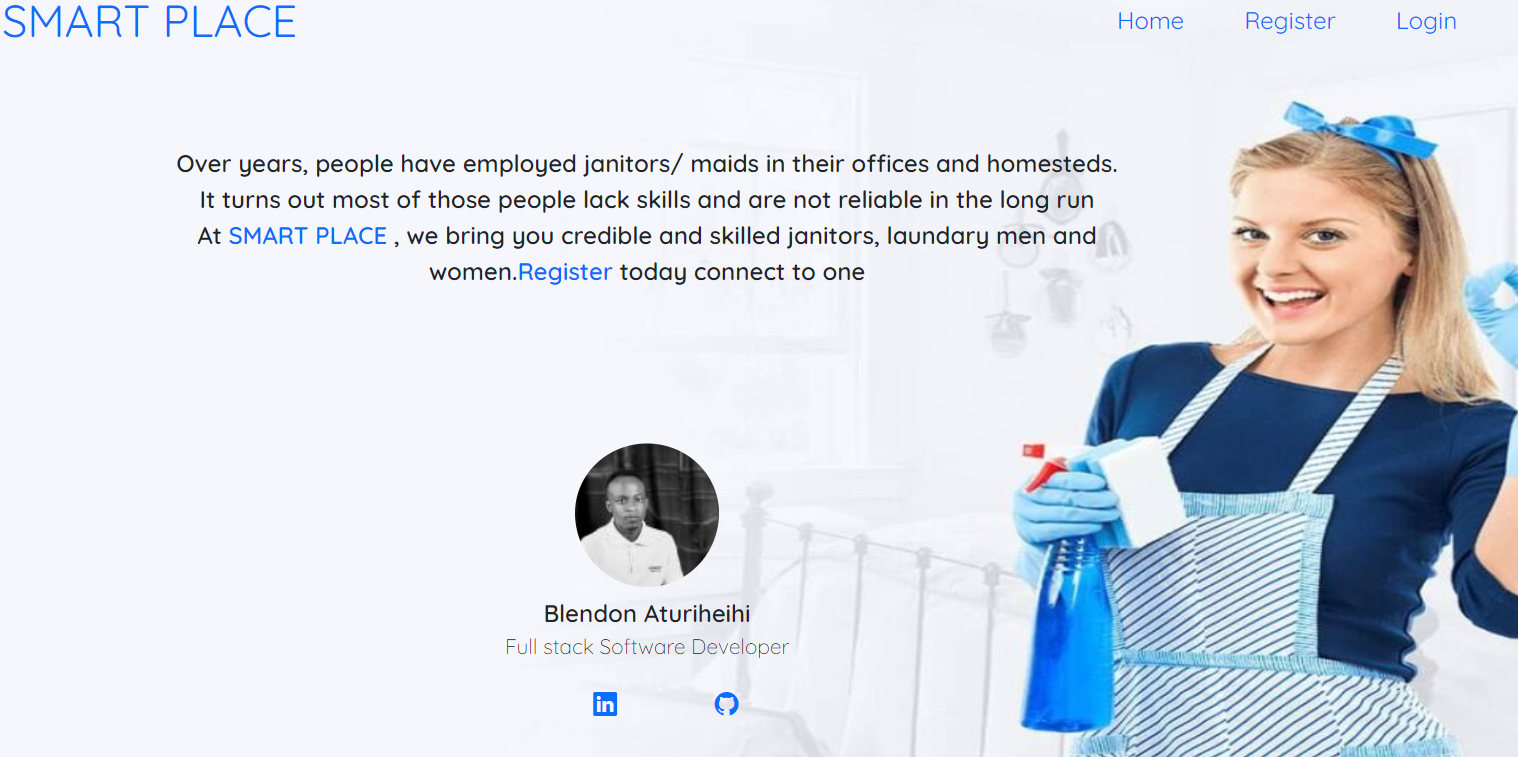 SMART PLACE
Home
Register
Login
Over years, people have employed janitors/ maids in their offices and homesteds.
It turns out most of those people lack skills and are not reliable in the long run
At SMART PLACE , we bring you credible and skilled janitors, laundary men and
women.Register today connect to one
Blendon Aturiheihi
Full stack Software Developer
in